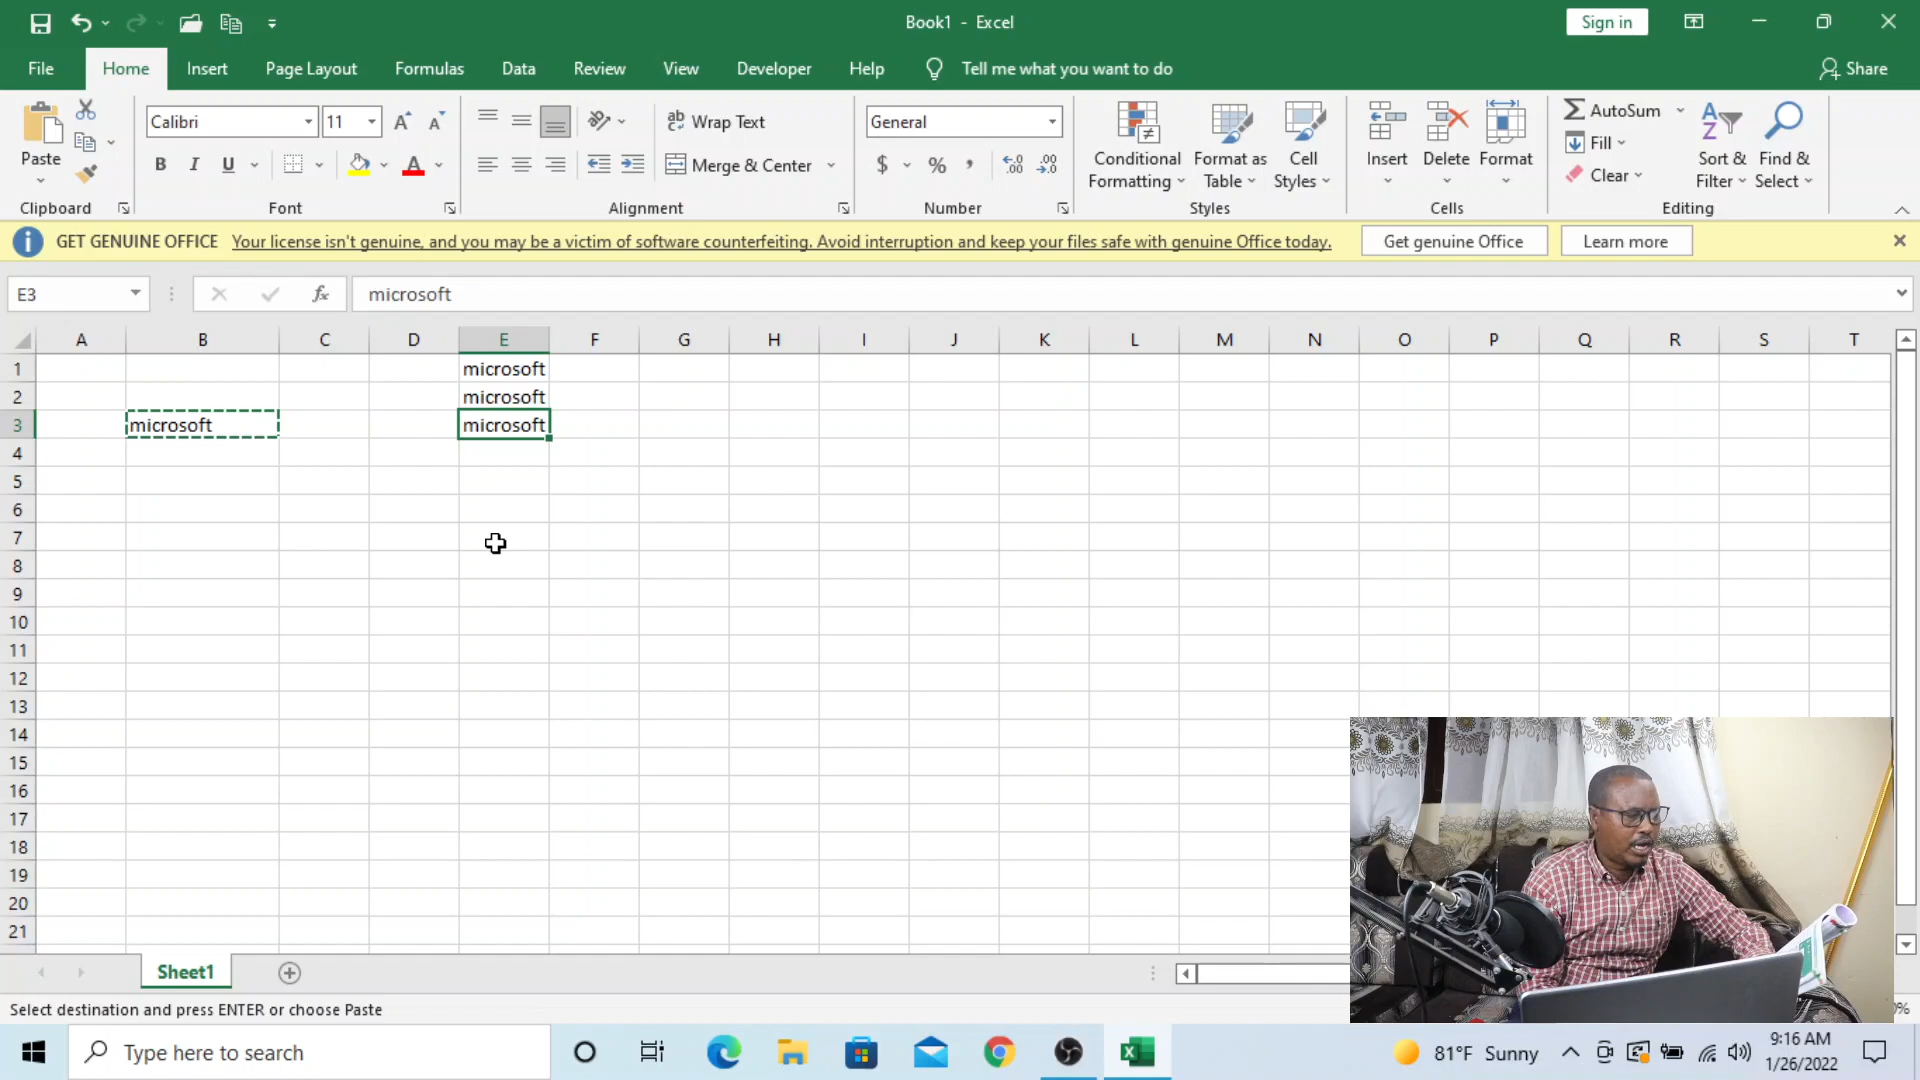 Book1 - Excel
Sign in
File Home Insert Page Layout Formulas Data Review View Developer Help Tell me what you want to do Share
Paste
Calibri 11
B I U
Wrap Text
Merge & Center
General
$ % ,
Conditional Formatting
Format as Table
Cell Styles
Insert Delete Format
AutoSum
Fill
Clear
Sort & Filter
Find & Select
Clipboard Font Alignment Number Styles Cells Editing
GET GENUINE OFFICE Your license isn't genuine, and you may be a victim of software counterfeiting. Avoid interruption and keep your files safe with genuine Office today. Get genuine Office Learn more
E3 fx microsoft
A B C D E F G H I J K L M N O P Q R S T
1 microsoft
2 microsoft
3 microsoft microsoft
4
5
6
7
8
9
10
11
12
13
14
15
16
17
18
19
20
21
Sheet1
Select destination and press ENTER or choose Paste
Type here to search
81°F Sunny
9:16 AM
1/26/2022